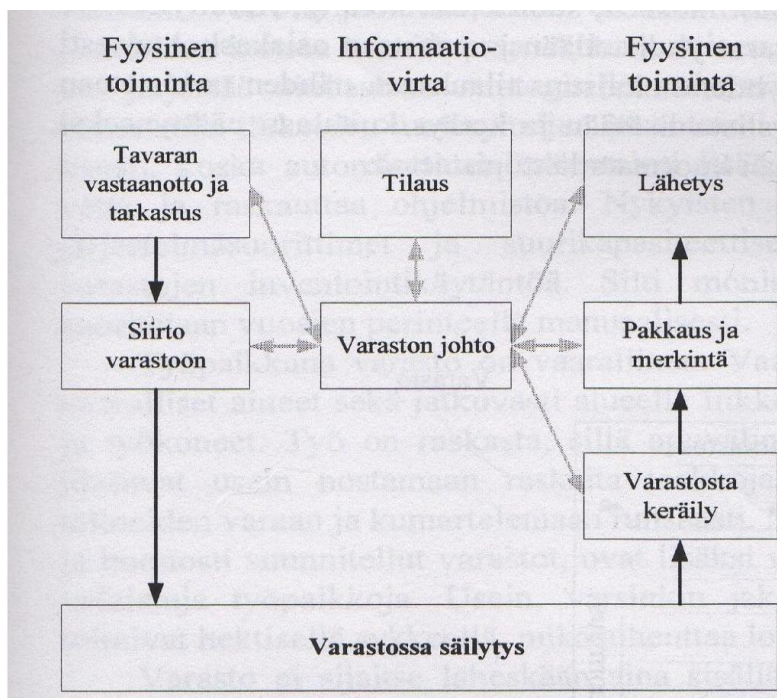 Fyysinen
toiminta
Informaatio-
virta
Fyysinen
toiminta
Tavaran
vastaanotto ja
tarkastus
Tilaus
Lähetys
Siirto
varastoon
Varaston johto
Pakkaus ja
merkintä
Varastosta
keräily
Varastossa säilytys